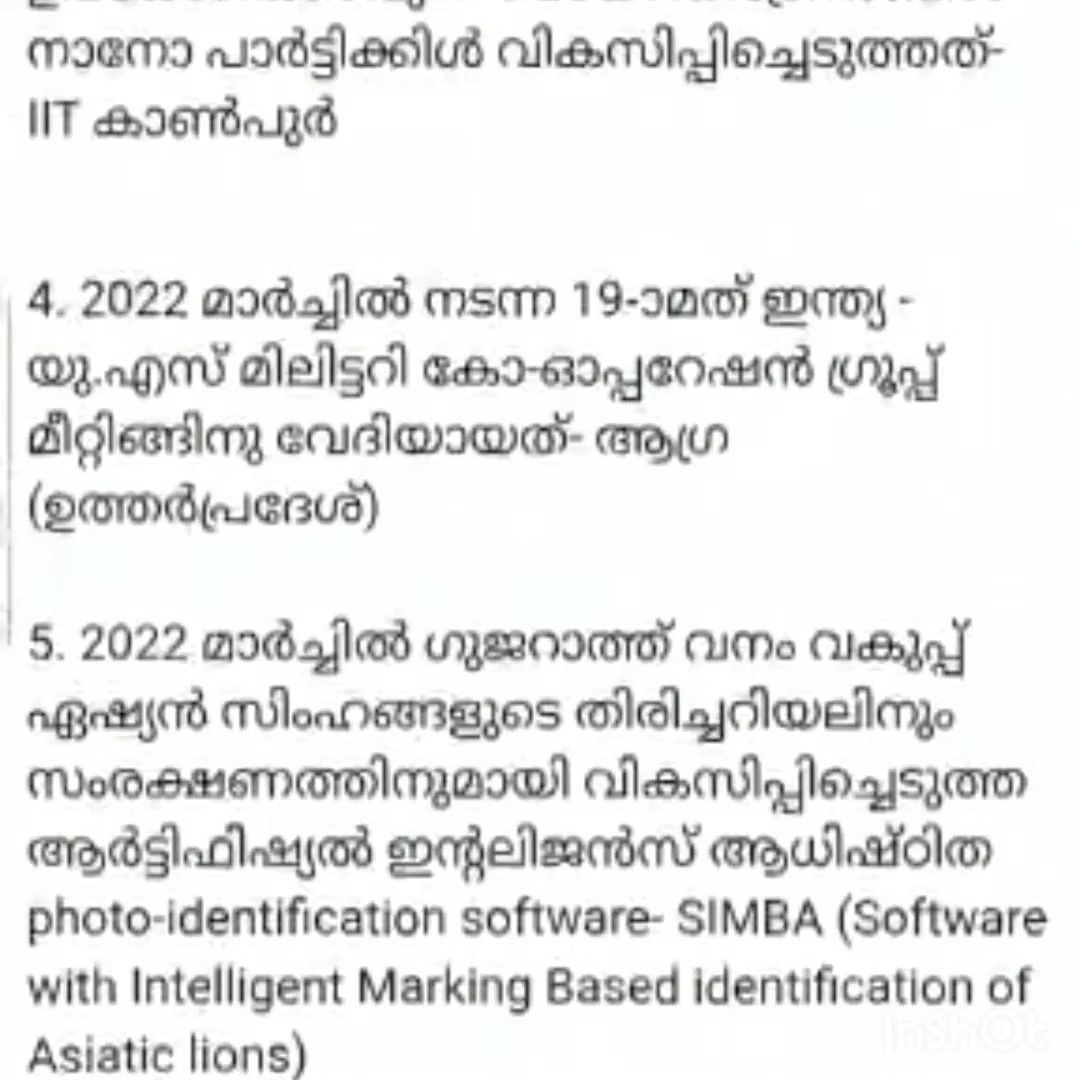 നാനോ പാർട്ടിക്കിൾ വികസിപ്പിച്ചെടുത്തത്-
IIT കാൺപുർ
4. 2022 മാർച്ചിൽ നടന്ന 19-ാമത് ഇന്ത്യ -
യു.എസ് മിലിട്ടറി കോ-ഓപ്പറേഷൻ ഗ്രൂപ്പ്
മീറ്റിങ്ങിനു വേദിയായത്- ആഗ്ര
(ഉത്തർപ്രദേശ്)
5. 2022 മാർച്ചിൽ ഗുജറാത്ത് വനം വകുപ്പ്
ഏഷ്യൻ സിംഹങ്ങളുടെ തിരിച്ചറിയലിനും
സംരക്ഷണത്തിനുമായി വികസിപ്പിച്ചെടുത്ത
ആർട്ടിഫിഷ്യൽ ഇന്റലിജൻസ് ആധിഷ്ഠിത
photo-identification software- SIMBA (Software
with Intelligent Marking Based identification of
Asiatic lions)
InshOt